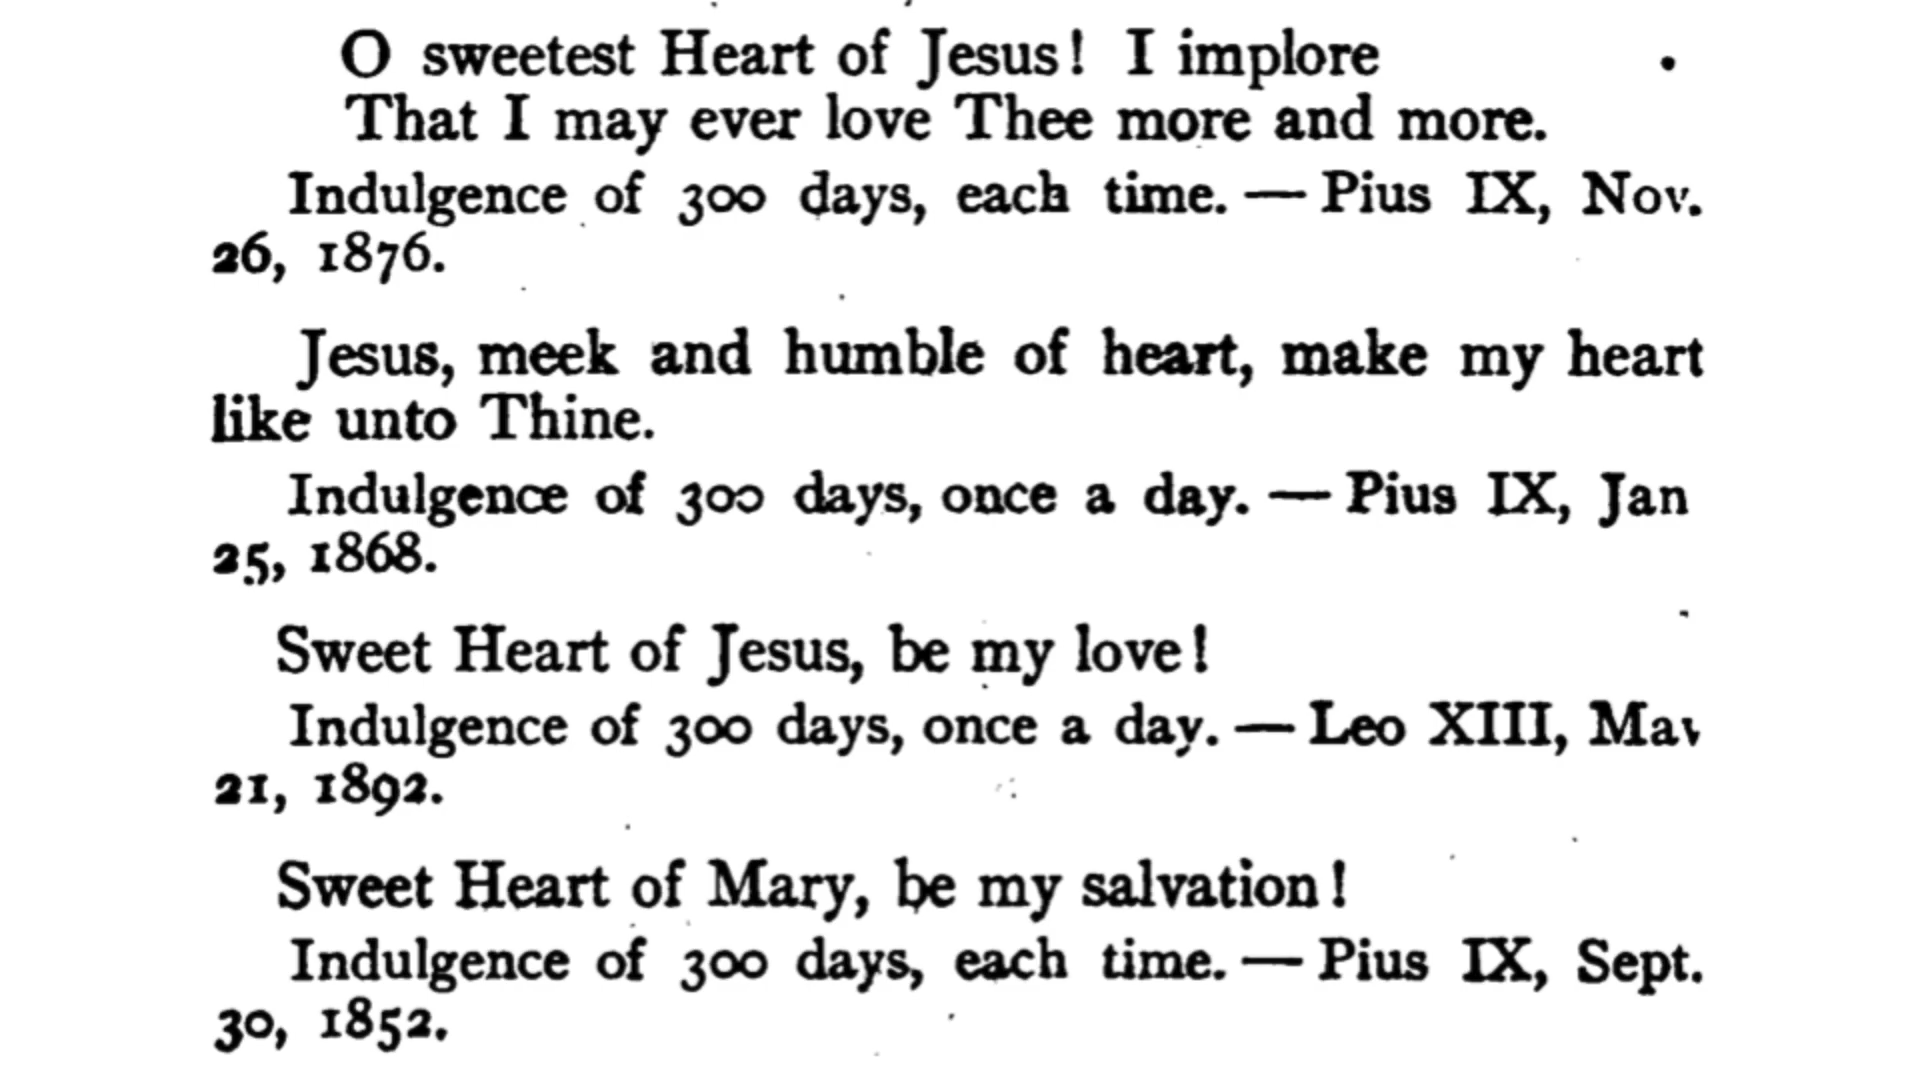 O sweetest Heart of Jesus! I implore
That I may ever love Thee more and more.
Indulgence of 300 days, each time. — Pius IX, Nov.
26, 1876.
Jesus, meek and humble of heart, make my heart
like unto Thine.
Indulgence of 300 days, once a day. — Pius IX, Jan
25, 1868.
Sweet Heart of Jesus, be my love!
Indulgence of 300 days, once a day. — Leo XIII, May
21, 1892.
Sweet Heart of Mary, be my salvation!
Indulgence of 300 days, each time. — Pius IX, Sept.
30, 1852.